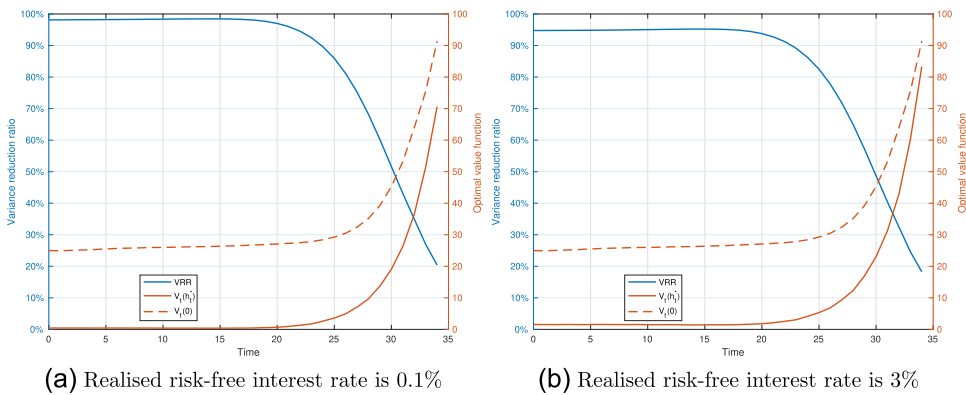 100%
90%
80%
70%
60%
50%
40%
30%
20%
10%
0%
Variance reduction ratio
100
90
80
70
60
50
40
30
20
10
0
Optimal value function
VRR
V_t(h_t^*)
V_t(0)
0 5 10 15 20 25 30 35
Time
(a) Realised risk-free interest rate is 0.1%
100%
90%
80%
70%
60%
50%
40%
30%
20%
10%
0%
Variance reduction ratio
100
90
80
70
60
50
40
30
20
10
0
Optimal value function
VRR
V_t(h_t^*)
V_t(0)
0 5 10 15 20 25 30 35
Time
(b) Realised risk-free interest rate is 3%